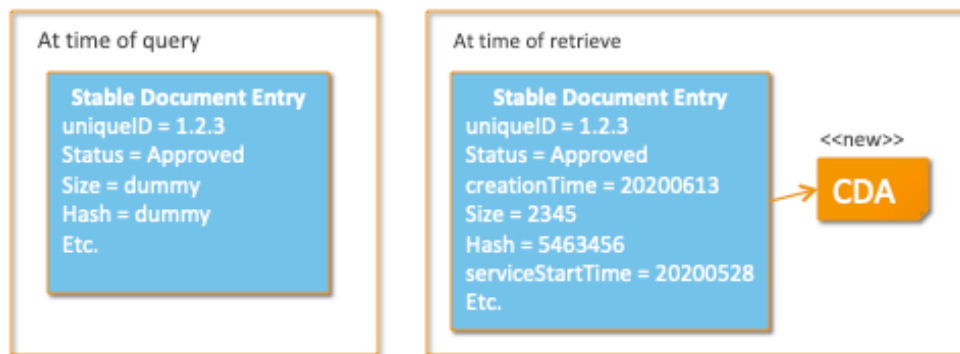 At time of query
Stable Document Entry
uniqueID = 1.2.3
Status = Approved
Size = dummy
Hash = dummy
Etc.
At time of retrieve
Stable Document Entry
uniqueID = 1.2.3
Status = Approved
creationTime = 20200613
Size = 2345
Hash = 5463456
serviceStartTime = 20200528
Etc.
<<new>>
CDA